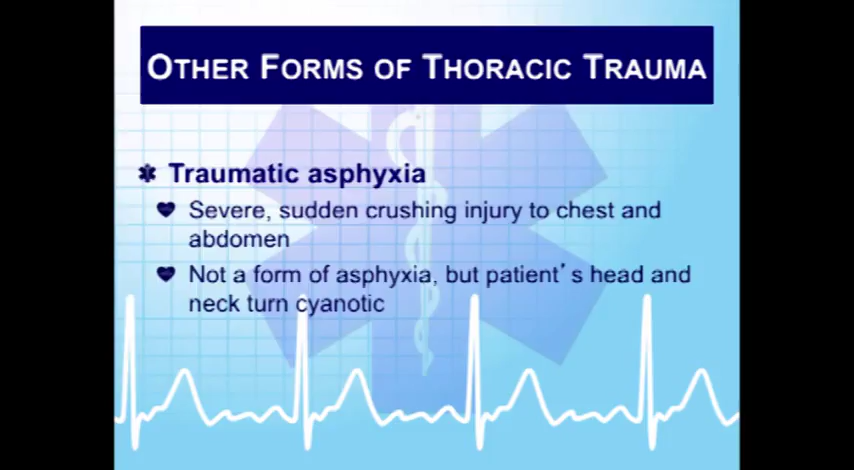 OTHER FORMS OF THORACIC TRAUMA
Traumatic asphyxia
Severe, sudden crushing injury to chest and
abdomen
Not a form of asphyxia, but patient’s head and
neck turn cyanotic